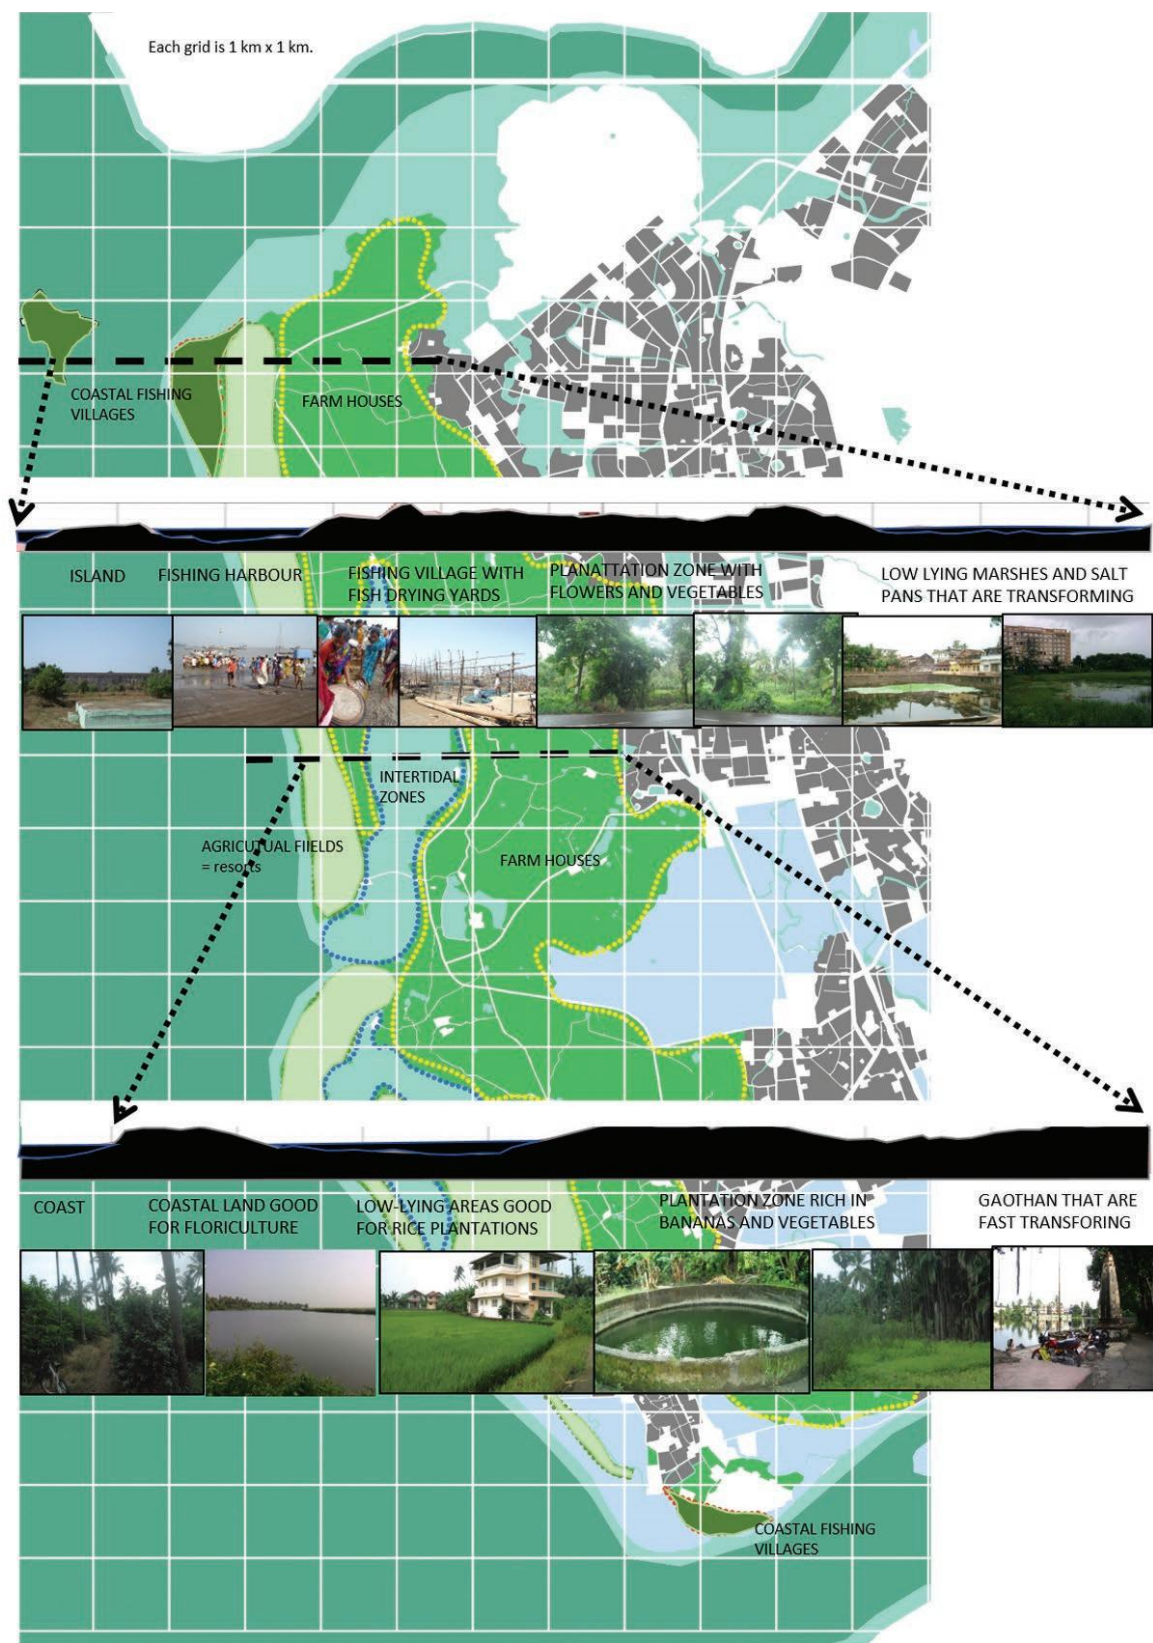 Each grid is 1 km x 1 km.
COASTAL FISHING
VILLAGES
FARM HOUSES
ISLAND
FISHING HARBOUR
FISHING VILLAGE WITH
FISH DRYING YARDS
PLANATTATION ZONE WITH
FLOWERS AND VEGETABLES
LOW LYING MARSHES AND SALT
PANS THAT ARE TRANSFORMING
INTERTIDAL
ZONES
AGRICUTUAL FIIELDS
= resorts
FARM HOUSES
COAST
COASTAL LAND GOOD
FOR FLORICULTURE
LOW-LYING AREAS GOOD
FOR RICE PLANTATIONS
PLANTATION ZONE RICH IN
BANANAS AND VEGETABLES
GAOTHAN THAT ARE
FAST TRANSFORING
COASTAL FISHING
VILLAGES